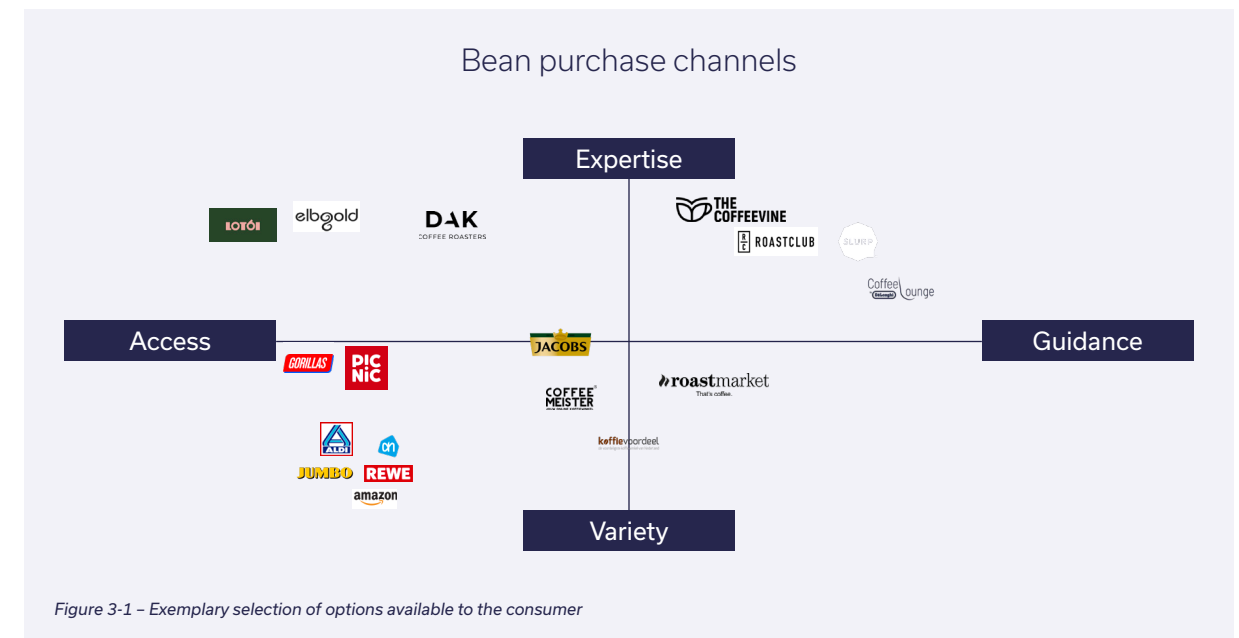 Bean purchase channels
Expertise
LOTÓI
elbgold
DAK
COFFEE ROASTERS
THE
COFFEEVINE
R/C ROASTCLUB
SLURP
Coffee
Lounge
DeLonghi
Access
Guidance
JACOBS
GORILLAS
PIC
NIC
roastmarket
That's coffee.
COFFEE
MEISTER
koffievoordeel
ALDI
ah
JUMBO
REWE
amazon
Variety
Figure 3-1 – Exemplary selection of options available to the consumer